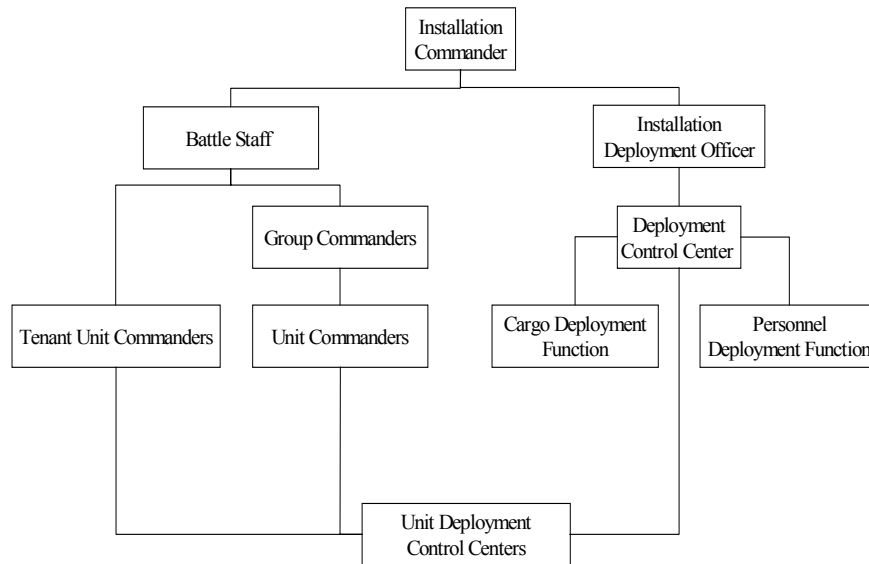 Installation
Commander
Battle Staff
Installation
Deployment Officer
Group Commanders
Deployment
Control Center
Tenant Unit Commanders
Unit Commanders
Cargo Deployment
Function
Personnel
Deployment Function
Unit Deployment
Control Centers